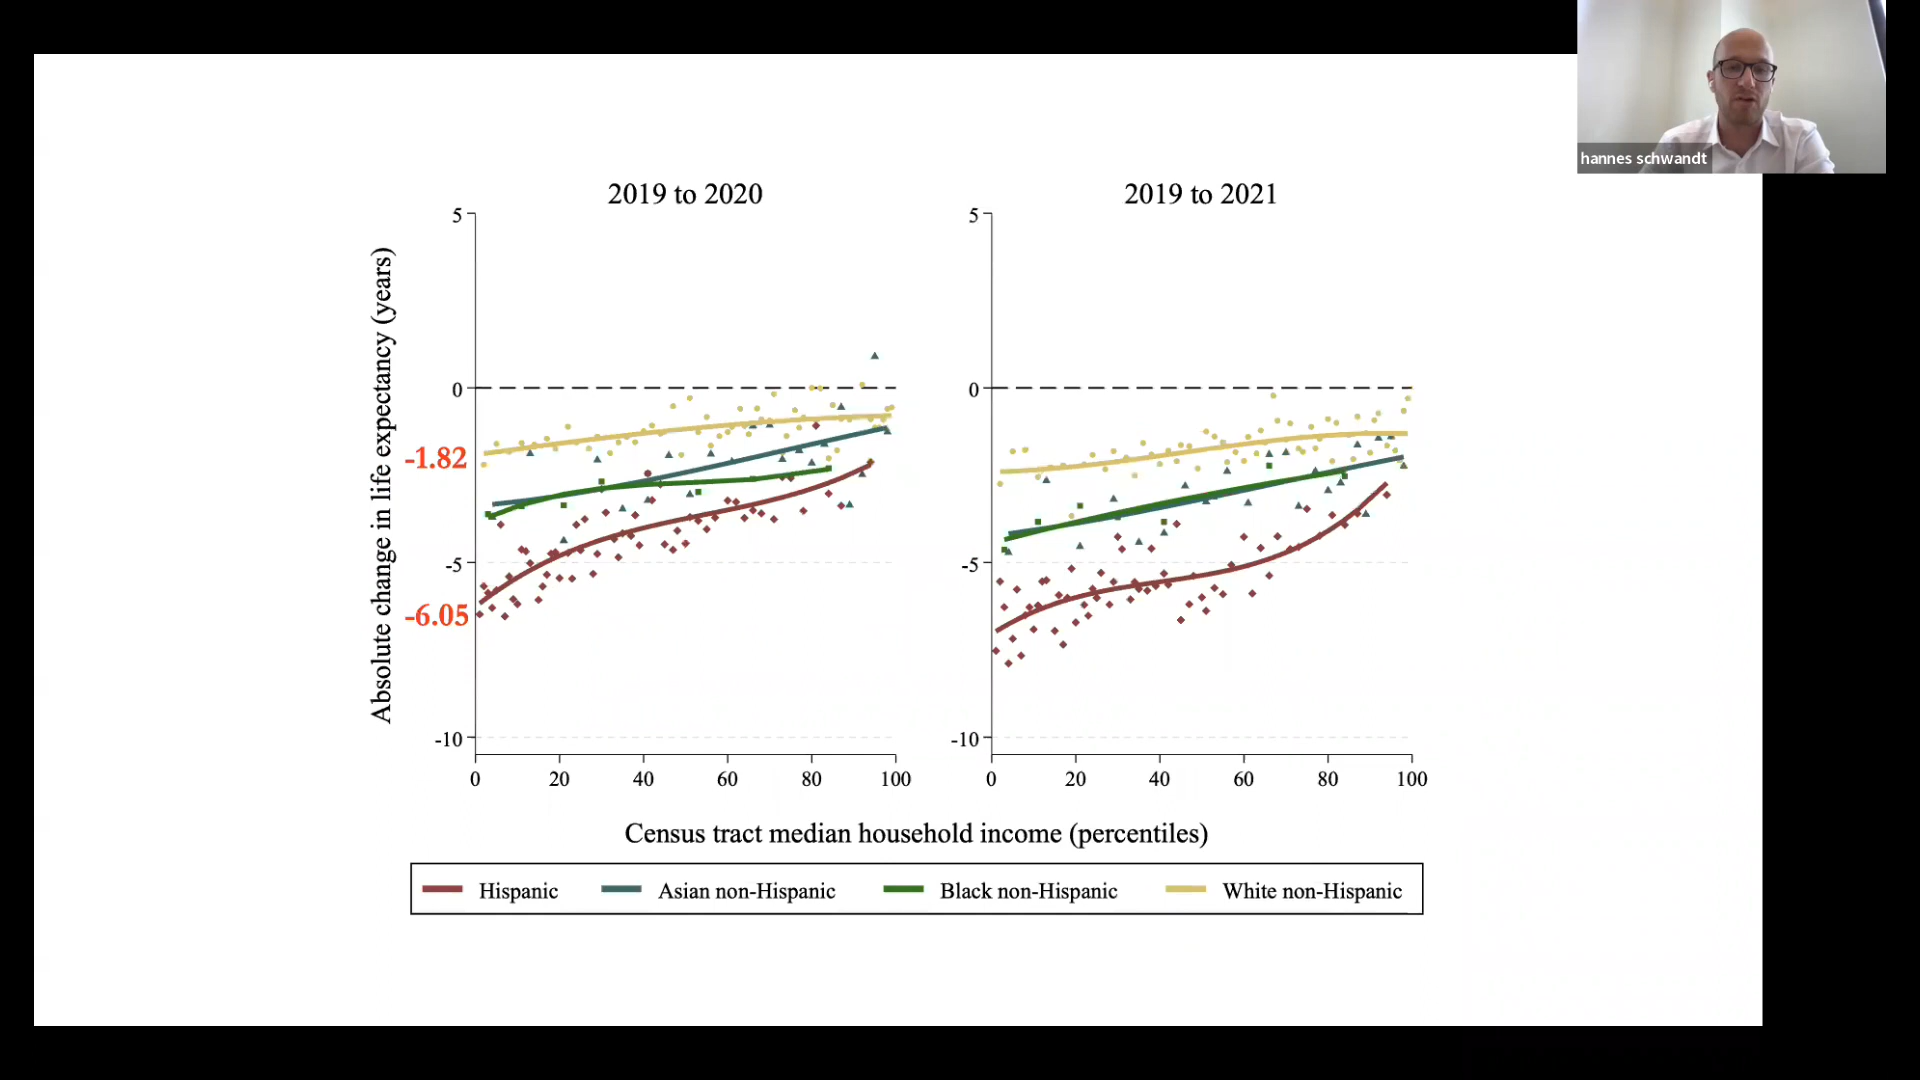 hannes schwandt
2019 to 2020
2019 to 2021
Absolute change in life expectancy (years)
5
0
-1.82
-5
-6.05
-10
0 20 40 60 80 100
5
0
-5
-10
0 20 40 60 80 100
Census tract median household income (percentiles)
Hispanic Asian non-Hispanic Black non-Hispanic White non-Hispanic